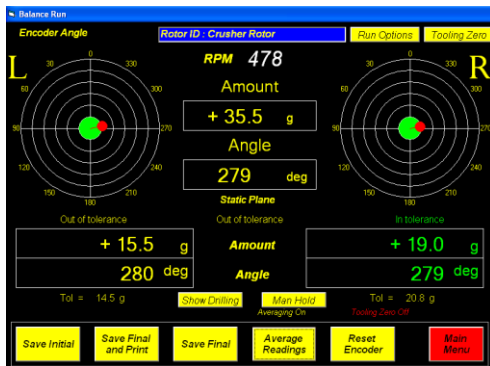 Balance Run
Encoder Angle
Rotor ID : Crusher Rotor
Run Options
Tooling Zero
L
RPM 478
R
0
30
330
60
90
270
120
240
150
210
180
Amount
+ 35.5 g
Angle
279 deg
Static Plane
0
30
330
60
90
270
120
240
150
210
180
Out of tolerance
Out of tolerance
In tolerance
+ 15.5 g
Amount
+ 19.0 g
280 deg
Angle
279 deg
Tol = 14.5 g
Show Drilling
Man Hold
Tol = 20.8 g
Averaging On
Tooling Zero Off
Save Initial
Save Final and Print
Save Final
Average Readings
Reset Encoder
Main Menu